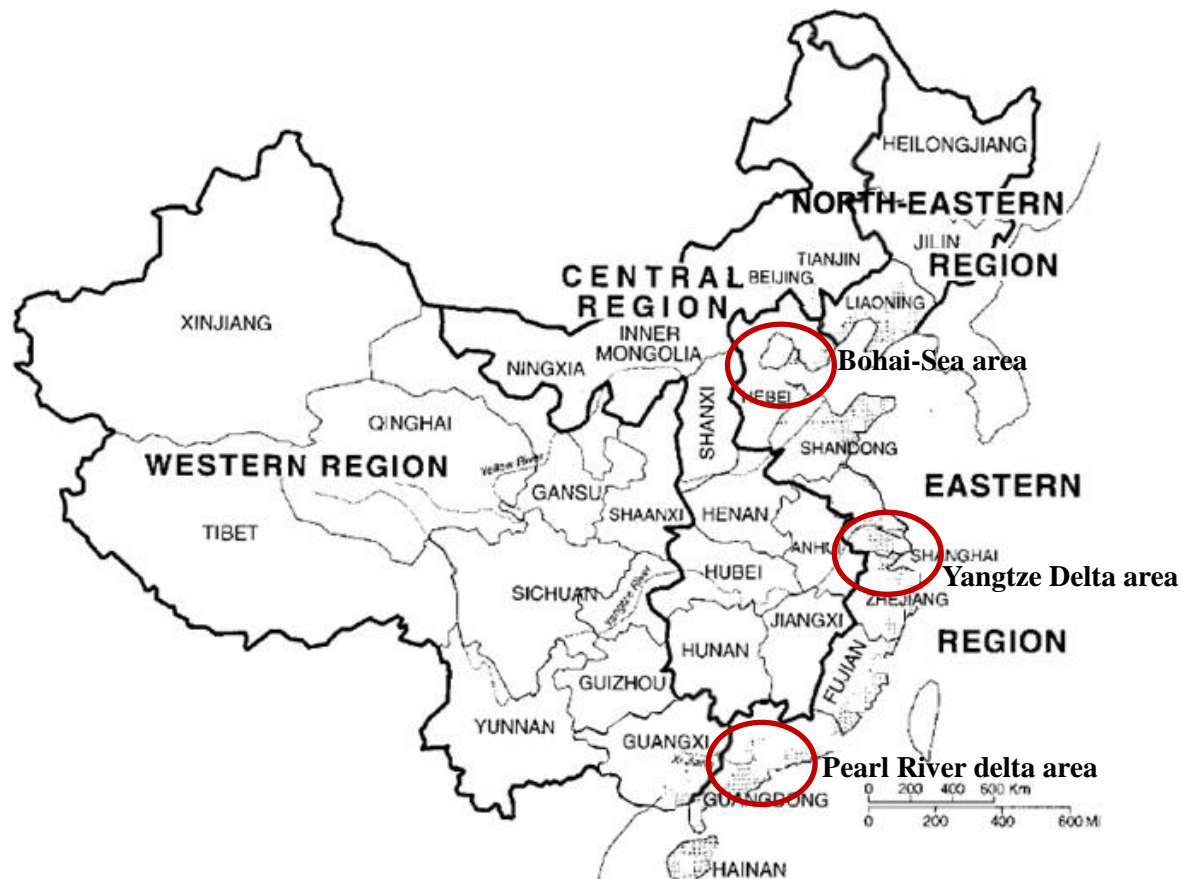 HEILONGJIANG
NORTH-EASTERN
REGION
JILIN
TIANJIN
BEIJING
CENTRAL
REGION
LIAONING
XINJIANG
INNER
MONGOLIA
NINGXIA
Bohai-Sea area
HEBEI
SHANXI
QINGHAI
SHANDONG
WESTERN REGION
Yellow River
GANSU
EASTERN
REGION
SHAANXI
HENAN
TIBET
ANHUI
SHANGHAI
Yangtze Delta area
HUBEI
SICHUAN
Yangtze River
ZHEJIANG
JIANGXI
HUNAN
FUJIAN
GUIZHOU
YUNNAN
GUANGXI
Xi Jiang
Pearl River delta area
GUANGDONG
0 200 400 600 Km
0 200 400 600 Mi
HAINAN